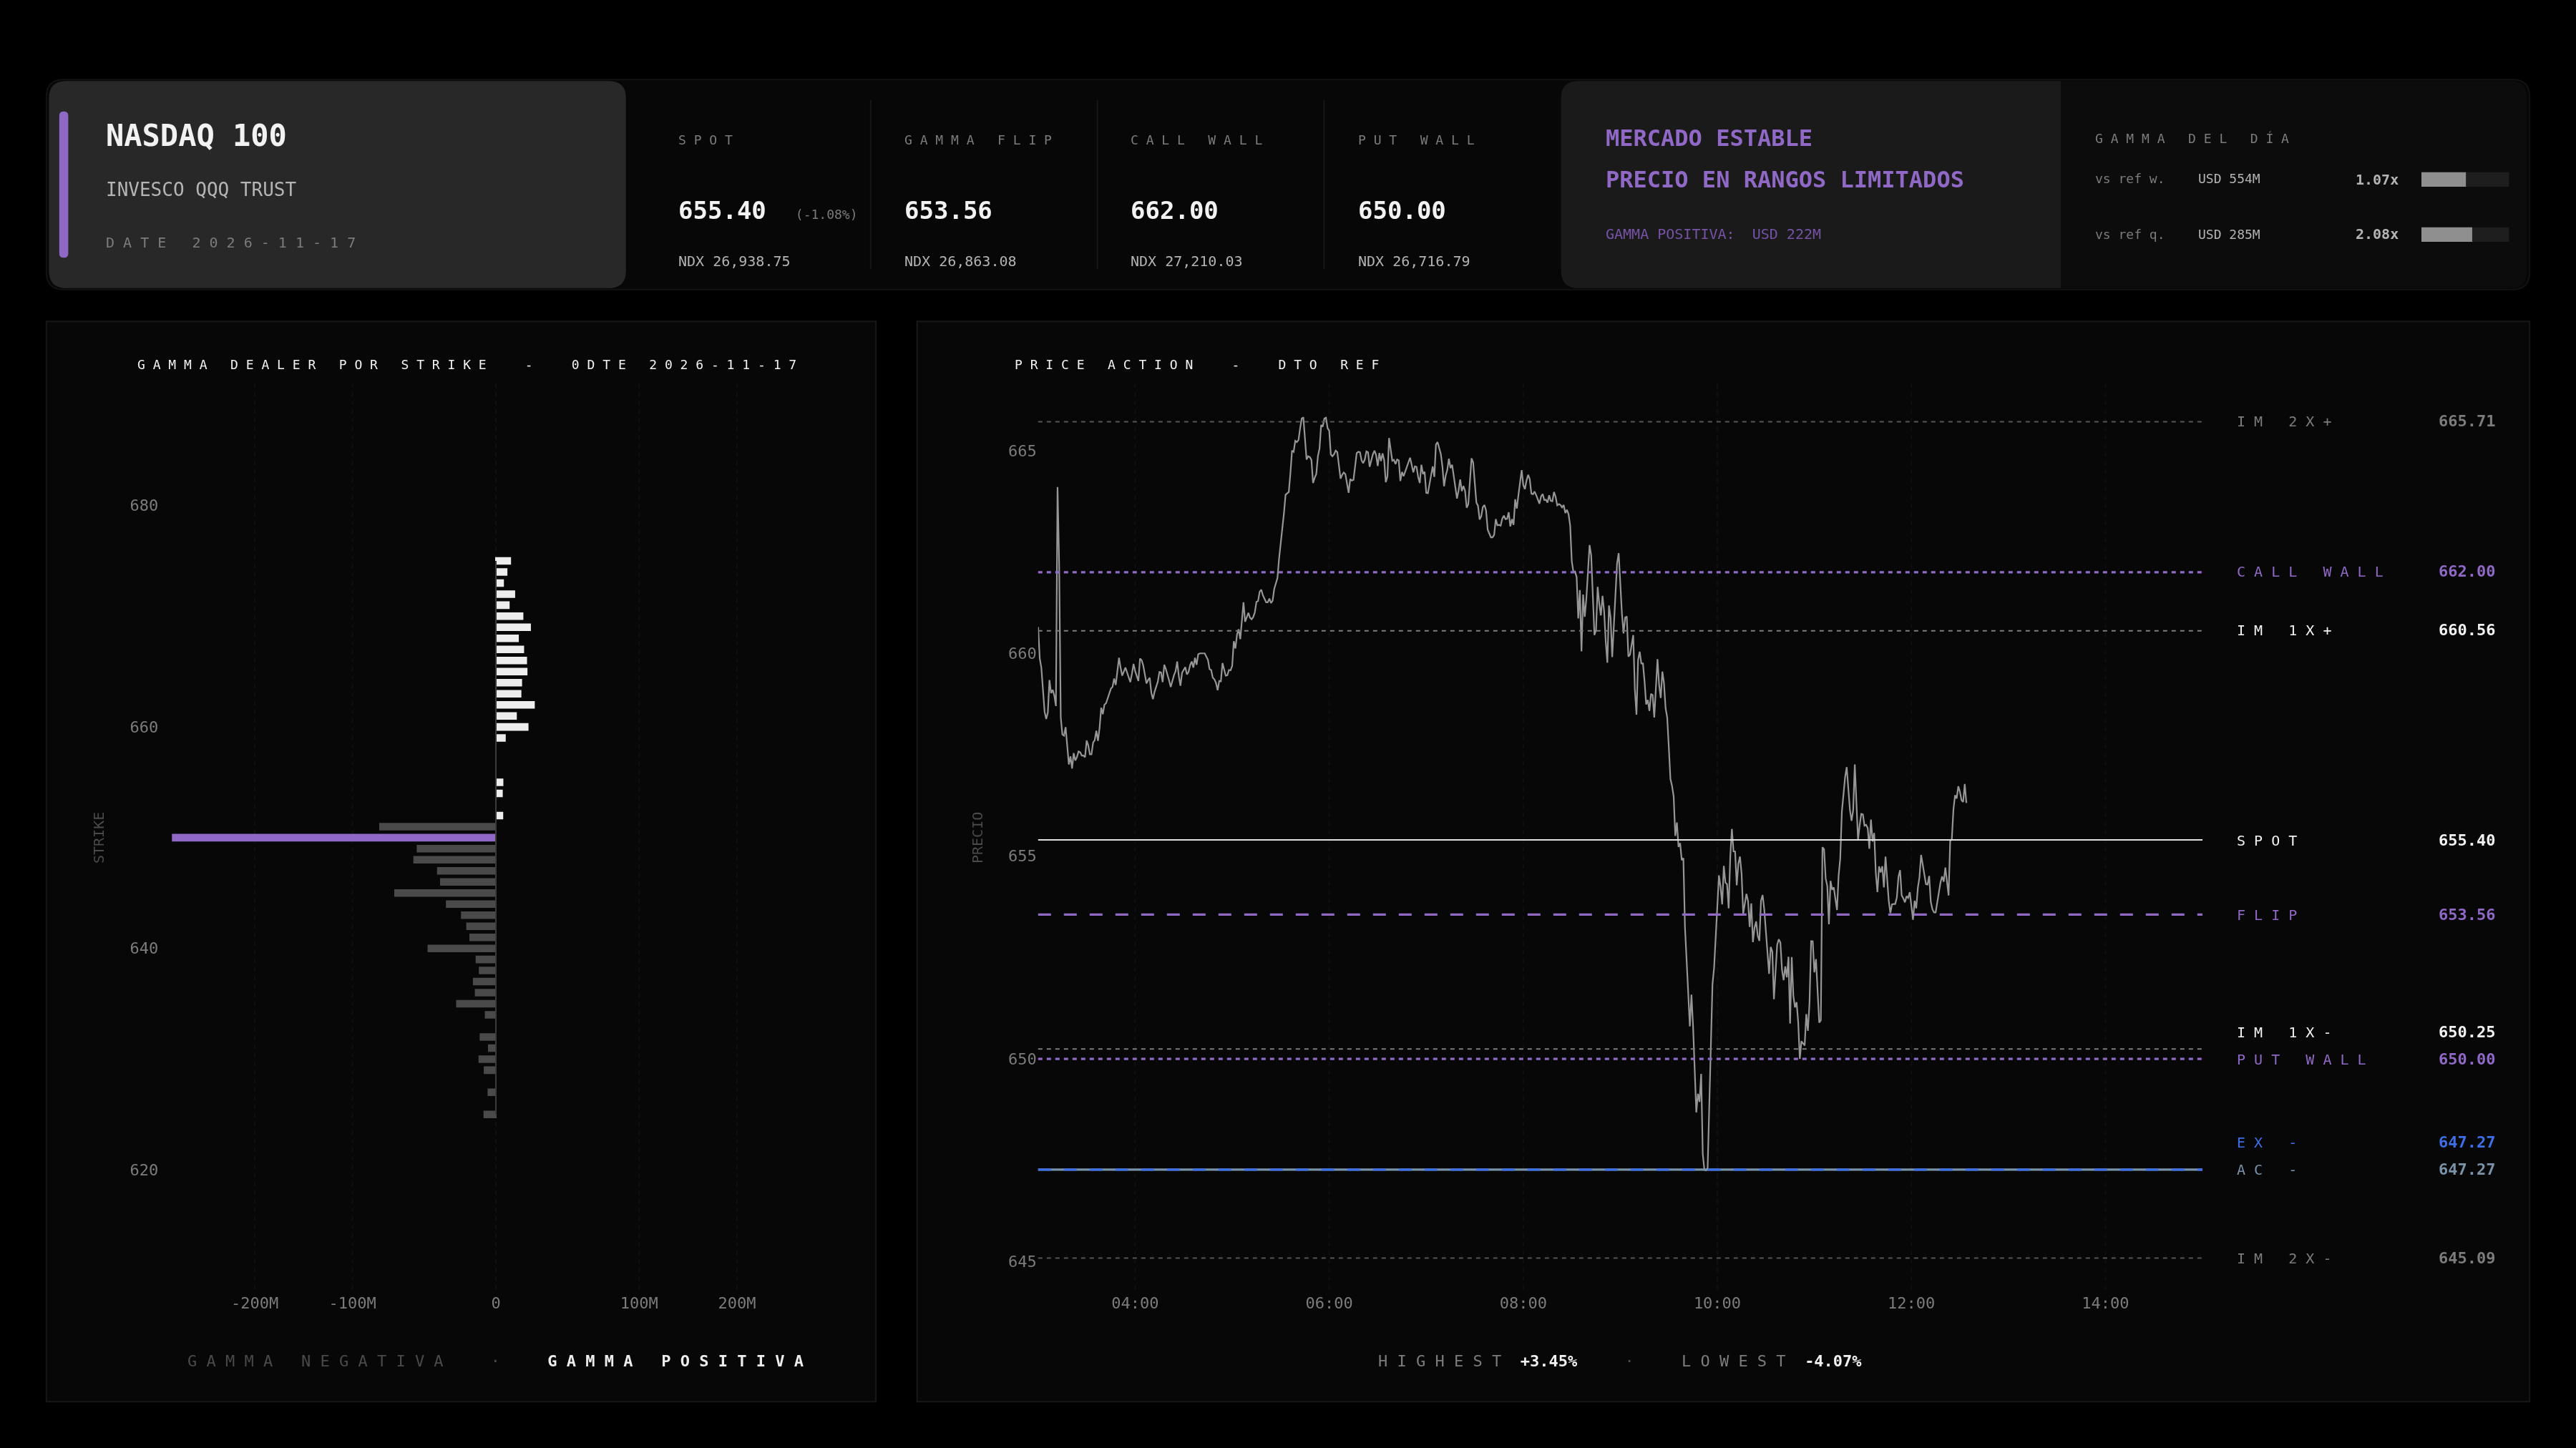 NASDAQ 100
INVESCO QQQ TRUST
DATE 2026-11-17
SPOT
655.40 (-1.08%)
NDX 26,938.75
GAMMA FLIP
653.56
NDX 26,863.08
CALL WALL
662.00
NDX 27,210.03
PUT WALL
650.00
NDX 26,716.79
MERCADO ESTABLE
PRECIO EN RANGOS LIMITADOS
GAMMA POSITIVA: USD 222M
GAMMA DEL DÍA
vs ref w. USD 554M 1.07x
vs ref q. USD 285M 2.08x
GAMMA DEALER POR STRIKE - 0DTE 2026-11-17
STRIKE
680
660
640
620
-200M -100M 0 100M 200M
GAMMA NEGATIVA · GAMMA POSITIVA
PRICE ACTION - DTO REF
PRECIO
665
660
655
650
645
04:00 06:00 08:00 10:00 12:00 14:00
IM 2X+ 665.71
CALL WALL 662.00
IM 1X+ 660.56
SPOT 655.40
FLIP 653.56
IM 1X- 650.25
PUT WALL 650.00
EX - 647.27
AC - 647.27
IM 2X- 645.09
HIGHEST +3.45% · LOWEST -4.07%